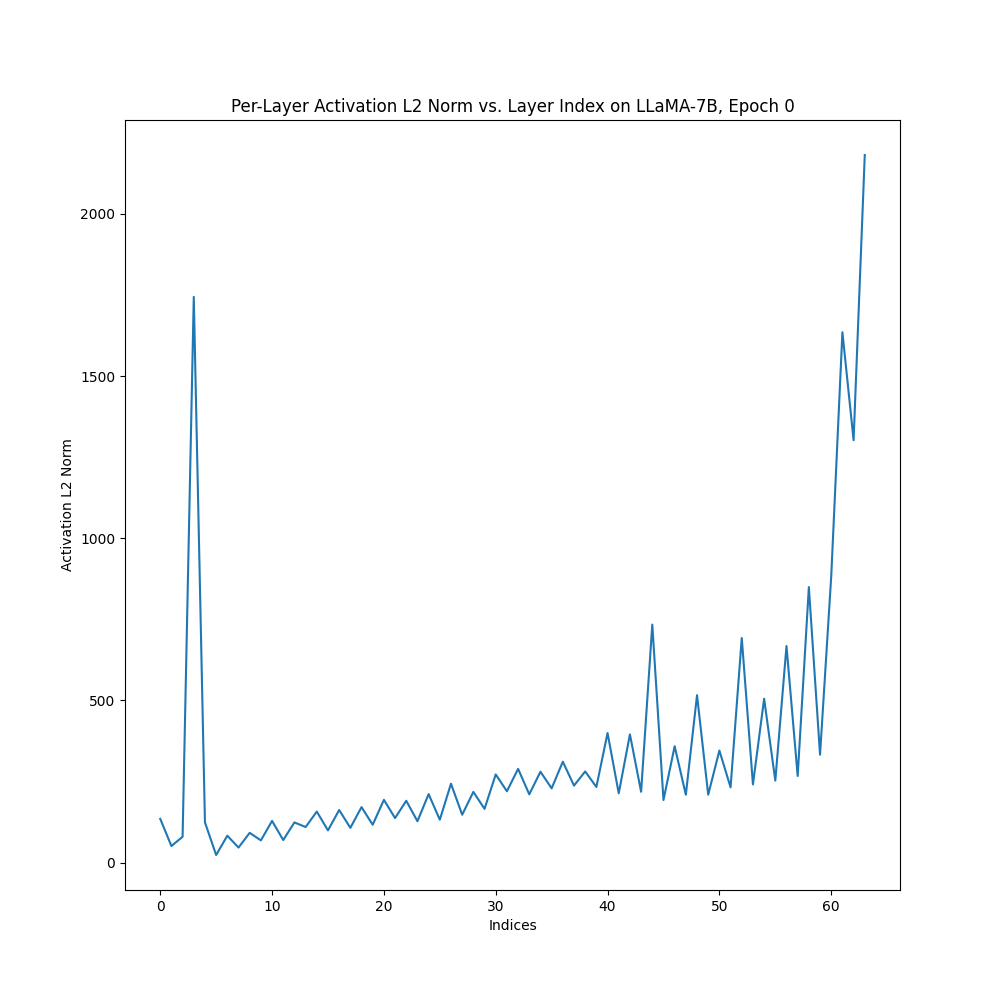 Per-Layer Activation L2 Norm vs. Layer Index on LLaMA-7B, Epoch 0
2000
1500
1000
500
0
Activation L2 Norm
0 10 20 30 40 50 60
Indices